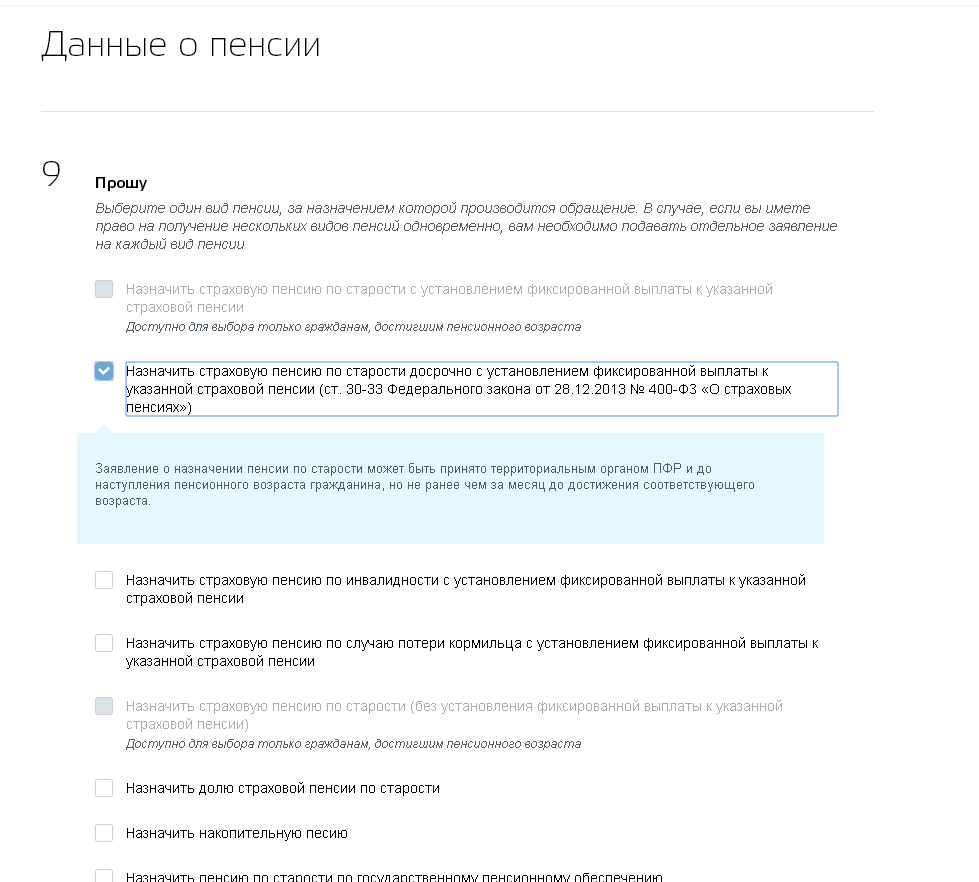 Данные о пенсии
9
Прошу
Выберите один вид пенсии, за назначением которой производится обращение. В случае, если вы имете
право на получение нескольких видов пенсий одновременно, вам необходимо подавать отдельное заявление
на каждый вид пенсии
Назначить страховую пенсию по старости с установлением фиксированной выплаты к указанной
страховой пенсии
Доступно для выбора только гражданам, достигшим пенсионного возраста
Назначить страховую пенсию по старости досрочно с установлением фиксированной выплаты к
указанной страховой пенсии (ст. 30-33 Федерального закона от 28.12.2013 № 400-ФЗ «О страховых
пенсиях»)
Заявление о назначении пенсии по старости может быть принято территориальным органом ПФР и до
наступления пенсионного возраста гражданина, но не ранее чем за месяц до достижения соответствующего
возраста.
Назначить страховую пенсию по инвалидности с установлением фиксированной выплаты к указанной
страховой пенсии
Назначить страховую пенсию по случаю потери кормильца с установлением фиксированной выплаты к
указанной страховой пенсии
Назначить страховую пенсию по старости (без установления фиксированной выплаты к указанной
страховой пенсии)
Доступно для выбора только гражданам, достигшим пенсионного возраста
Назначить долю страховой пенсии по старости
Назначить накопительную песию
Назначить пенсию по старости по государственному пенсионному обеспечению